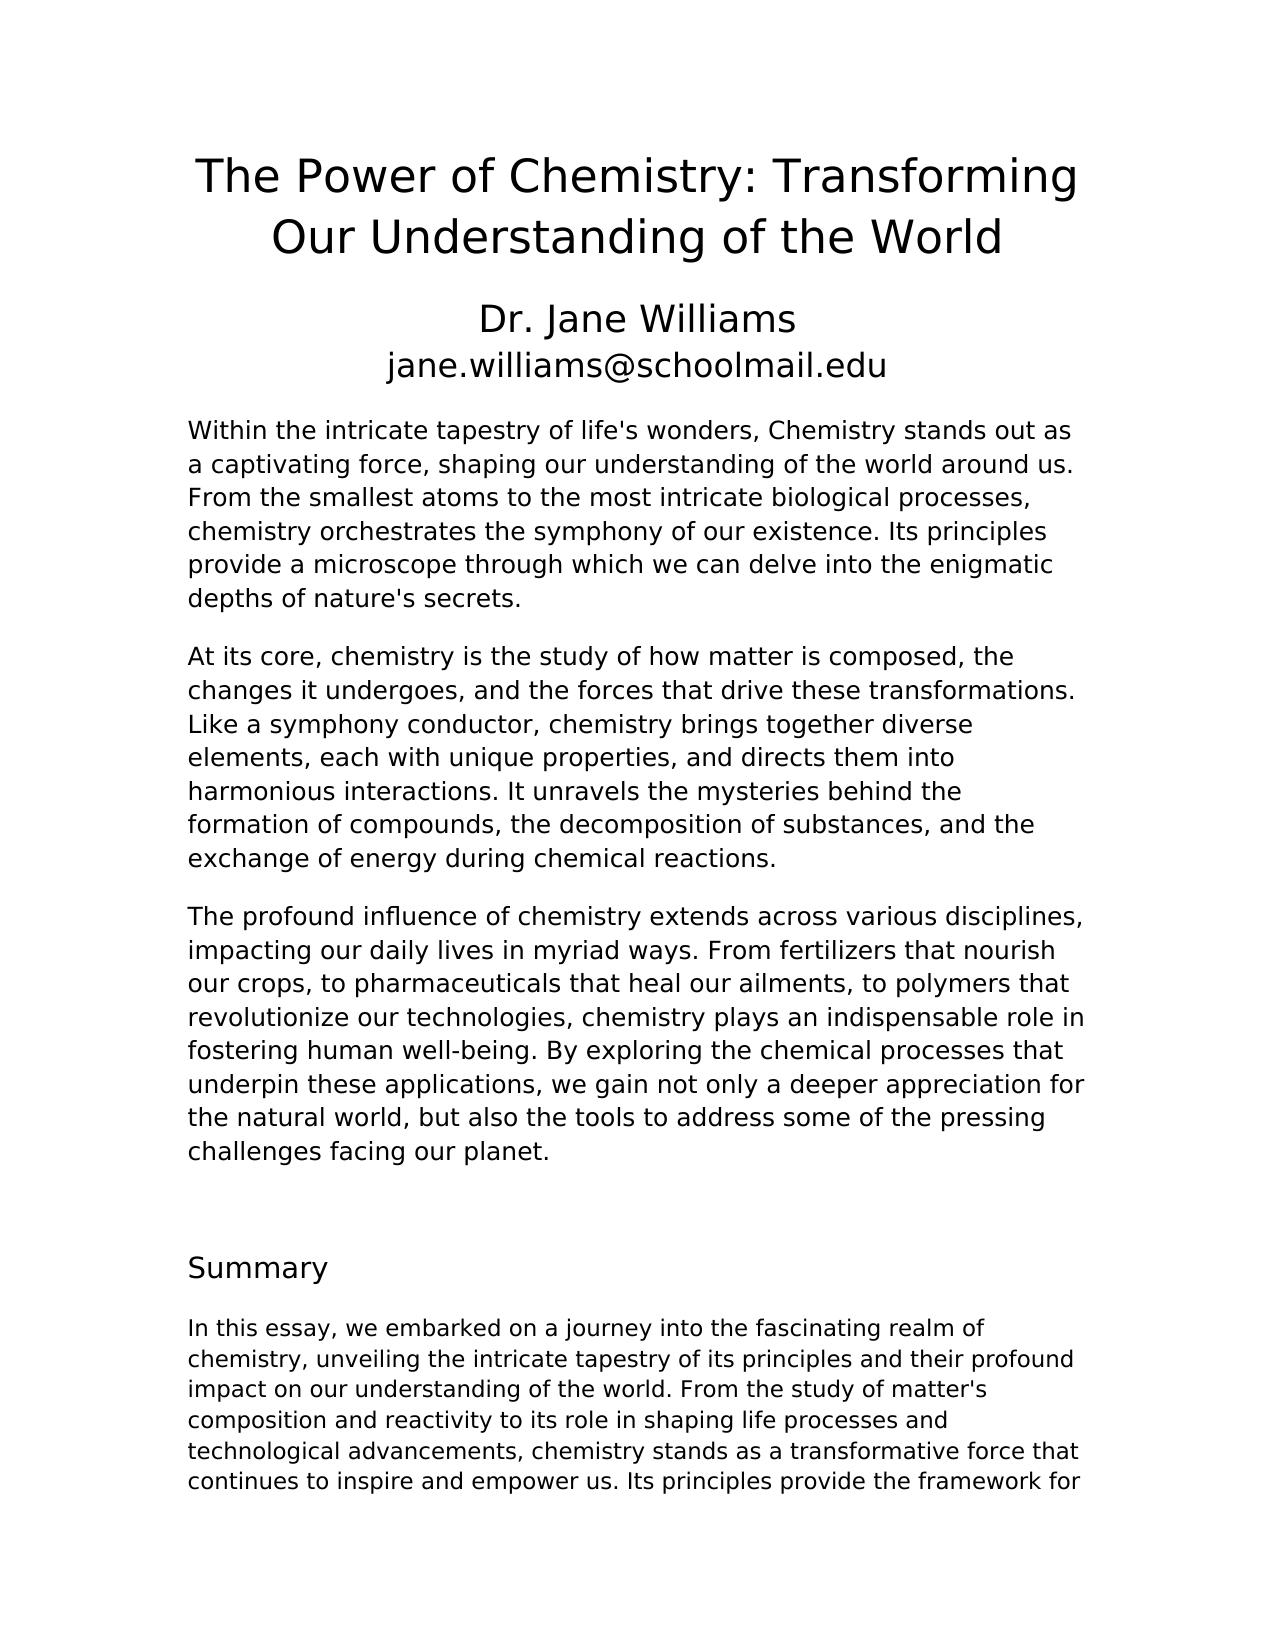 The Power of Chemistry: Transforming
Our Understanding of the World
Dr. Jane Williams
jane.williams@schoolmail.edu
Within the intricate tapestry of life's wonders, Chemistry stands out as
a captivating force, shaping our understanding of the world around us.
From the smallest atoms to the most intricate biological processes,
chemistry orchestrates the symphony of our existence. Its principles
provide a microscope through which we can delve into the enigmatic
depths of nature's secrets.
At its core, chemistry is the study of how matter is composed, the
changes it undergoes, and the forces that drive these transformations.
Like a symphony conductor, chemistry brings together diverse
elements, each with unique properties, and directs them into
harmonious interactions. It unravels the mysteries behind the
formation of compounds, the decomposition of substances, and the
exchange of energy during chemical reactions.
The profound influence of chemistry extends across various disciplines,
impacting our daily lives in myriad ways. From fertilizers that nourish
our crops, to pharmaceuticals that heal our ailments, to polymers that
revolutionize our technologies, chemistry plays an indispensable role in
fostering human well-being. By exploring the chemical processes that
underpin these applications, we gain not only a deeper appreciation for
the natural world, but also the tools to address some of the pressing
challenges facing our planet.
Summary
In this essay, we embarked on a journey into the fascinating realm of
chemistry, unveiling the intricate tapestry of its principles and their profound
impact on our understanding of the world. From the study of matter's
composition and reactivity to its role in shaping life processes and
technological advancements, chemistry stands as a transformative force that
continues to inspire and empower us. Its principles provide the framework for